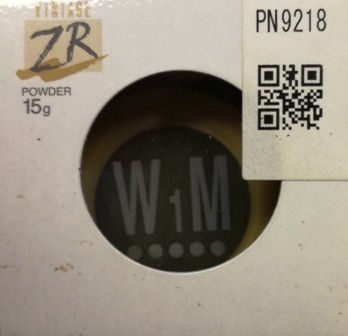 VINTAGE
ZR
POWDER
15g
PN9218
W1M